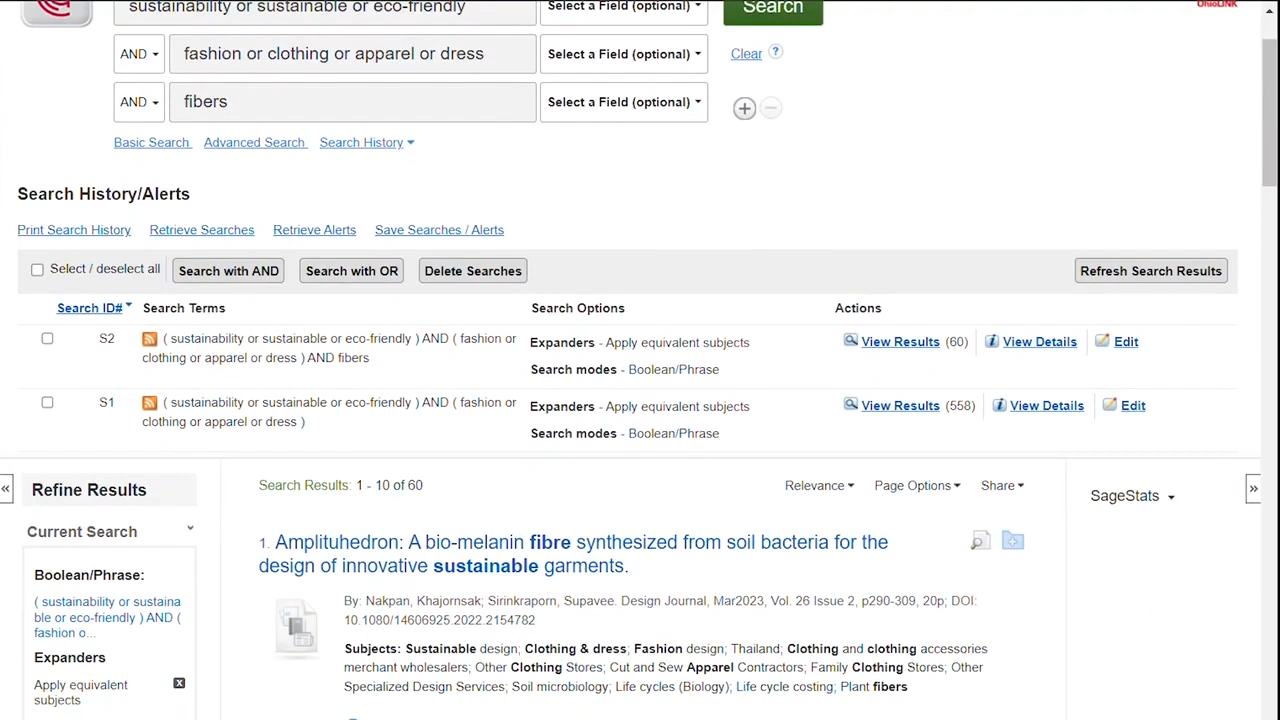 OhioLINK
sustainability or sustainable or eco-friendly Select a Field (optional) Search
AND fashion or clothing or apparel or dress Select a Field (optional) Clear ?
AND fibers Select a Field (optional)
Basic Search Advanced Search Search History
Search History/Alerts
Print Search History Retrieve Searches Retrieve Alerts Save Searches / Alerts
Select / deselect all Search with AND Search with OR Delete Searches Refresh Search Results
Search ID# Search Terms Search Options Actions
S2 ( sustainability or sustainable or eco-friendly ) AND ( fashion or
clothing or apparel or dress ) AND fibers
Expanders - Apply equivalent subjects
Search modes - Boolean/Phrase
View Results (60) View Details Edit
S1 ( sustainability or sustainable or eco-friendly ) AND ( fashion or
clothing or apparel or dress )
Expanders - Apply equivalent subjects
Search modes - Boolean/Phrase
View Results (558) View Details Edit
«
Refine Results
Current Search
Boolean/Phrase:
( sustainability or sustaina
ble or eco-friendly ) AND (
fashion o...
Expanders
Apply equivalent
subjects
Search Results: 1 - 10 of 60 Relevance Page Options Share
1. Amplituhedron: A bio-melanin fibre synthesized from soil bacteria for the
design of innovative sustainable garments.
By: Nakpan, Khajornsak; Sirinkraporn, Supavee. Design Journal, Mar2023, Vol. 26 Issue 2, p290-309, 20p; DOI:
10.1080/14606925.2022.2154782
Subjects: Sustainable design; Clothing & dress; Fashion design; Thailand; Clothing and clothing accessories
merchant wholesalers; Other Clothing Stores; Cut and Sew Apparel Contractors; Family Clothing Stores; Other
Specialized Design Services; Soil microbiology; Life cycles (Biology); Life cycle costing; Plant fibers
SageStats
»